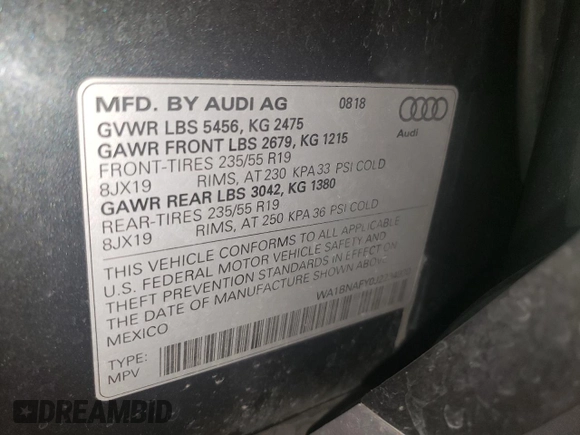 MFD. BY AUDI AG 0818
Audi
GVWR LBS 5456, KG 2475
GAWR FRONT LBS 2679, KG 1215
FRONT-TIRES 235/55 R19
8JX19 RIMS, AT 230 KPA 33 PSI COLD
GAWR REAR LBS 3042, KG 1380
REAR-TIRES 235/55 R19
8JX19 RIMS, AT 250 KPA 36 PSI COLD
THIS VEHICLE CONFORMS TO ALL APPLICABLE
U.S. FEDERAL MOTOR VEHICLE SAFETY AND
THEFT PREVENTION STANDARDS IN EFFECT ON
THE DATE OF MANUFACTURE SHOWN ABOVE.
MEXICO
TYPE:
MPV
DREAMBID